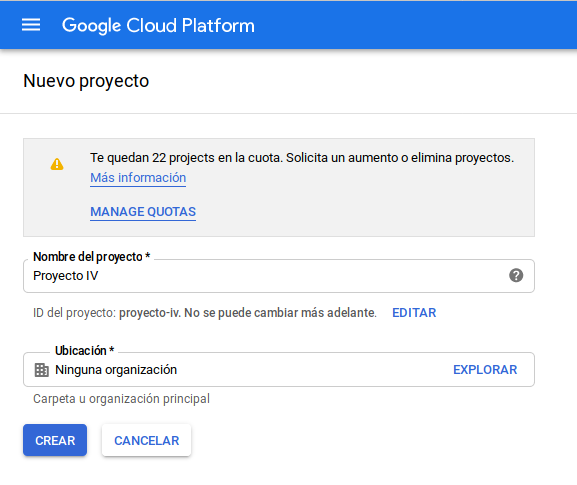 Google Cloud Platform
Nuevo proyecto
Te quedan 22 projects en la cuota. Solicita un aumento o elimina proyectos.
Más información
MANAGE QUOTAS
Nombre del proyecto *
Proyecto IV
ID del proyecto: proyecto-iv. No se puede cambiar más adelante. EDITAR
Ubicación *
Ninguna organización EXPLORAR
Carpeta u organización principal
CREAR CANCELAR